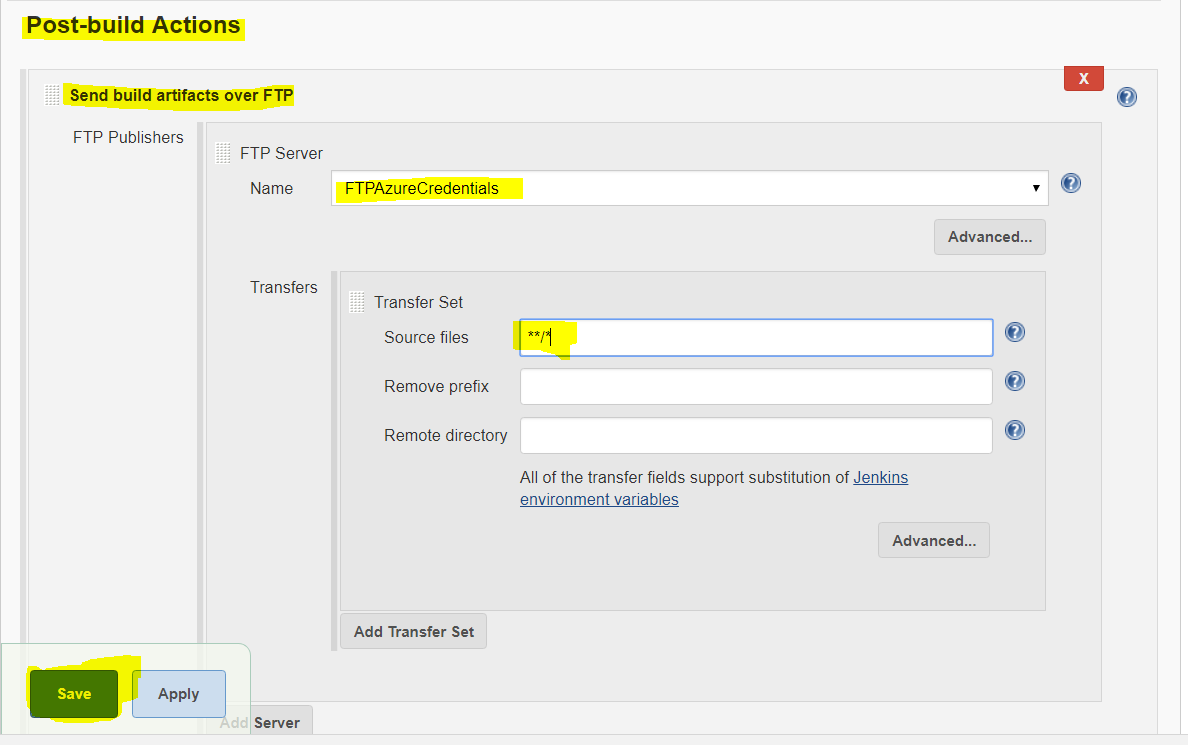 Post-build Actions
X
Send build artifacts over FTP
?
FTP Publishers
FTP Server
Name
FTPAzureCredentials
?
Advanced...
Transfers
Transfer Set
Source files
**/*
?
Remove prefix
?
Remote directory
?
All of the transfer fields support substitution of Jenkins
environment variables
Advanced...
Add Transfer Set
Save
Apply
Add Server